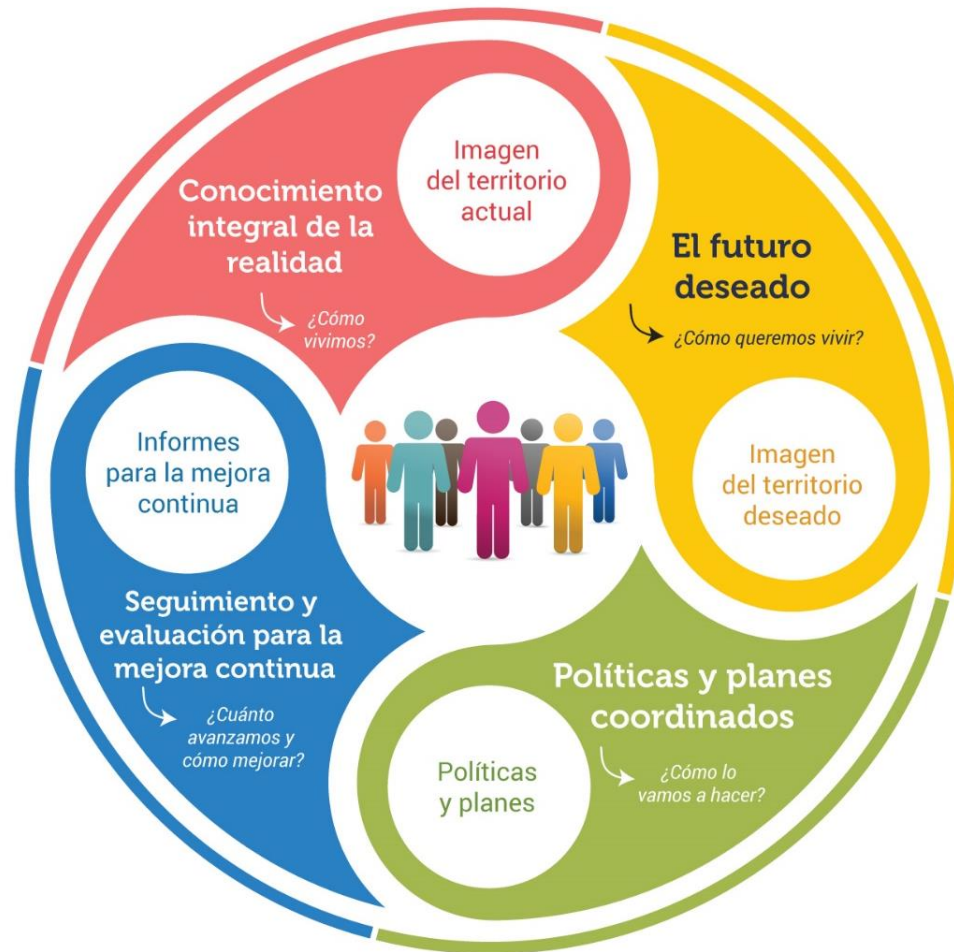 Conocimiento
integral de la
realidad
¿Cómo
vivimos?
Imagen
del territorio
actual
El futuro
deseado
¿Cómo queremos vivir?
Imagen
del territorio
deseado
Políticas y planes
coordinados
¿Cómo lo
vamos a hacer?
Políticas
y planes
Seguimiento y
evaluación para la
mejora continua
¿Cuánto
avanzamos y
cómo mejorar?
Informes
para la mejora
continua